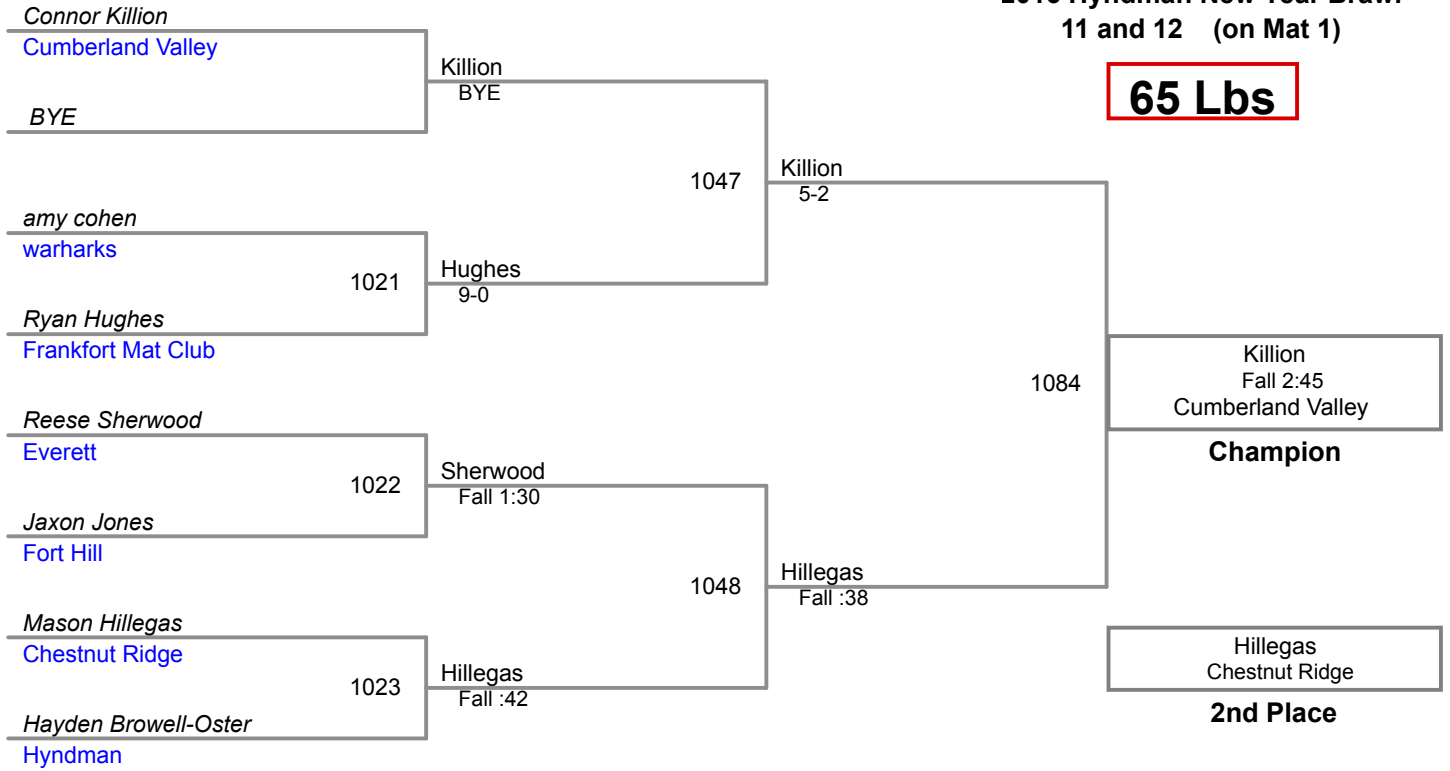 11 and 12 (on Mat 1)
65 Lbs
Connor Killion
Cumberland Valley
Killion
BYE
BYE
1047
Killion
5-2
amy cohen
warharks
1021
Hughes
9-0
Ryan Hughes
Frankfort Mat Club
1084
Killion
Fall 2:45
Cumberland Valley
Champion
Reese Sherwood
Everett
1022
Sherwood
Fall 1:30
Jaxon Jones
Fort Hill
1048
Hillegas
Fall :38
Mason Hillegas
Chestnut Ridge
1023
Hillegas
Fall :42
Hayden Browell-Oster
Hyndman
Hillegas
Chestnut Ridge
2nd Place